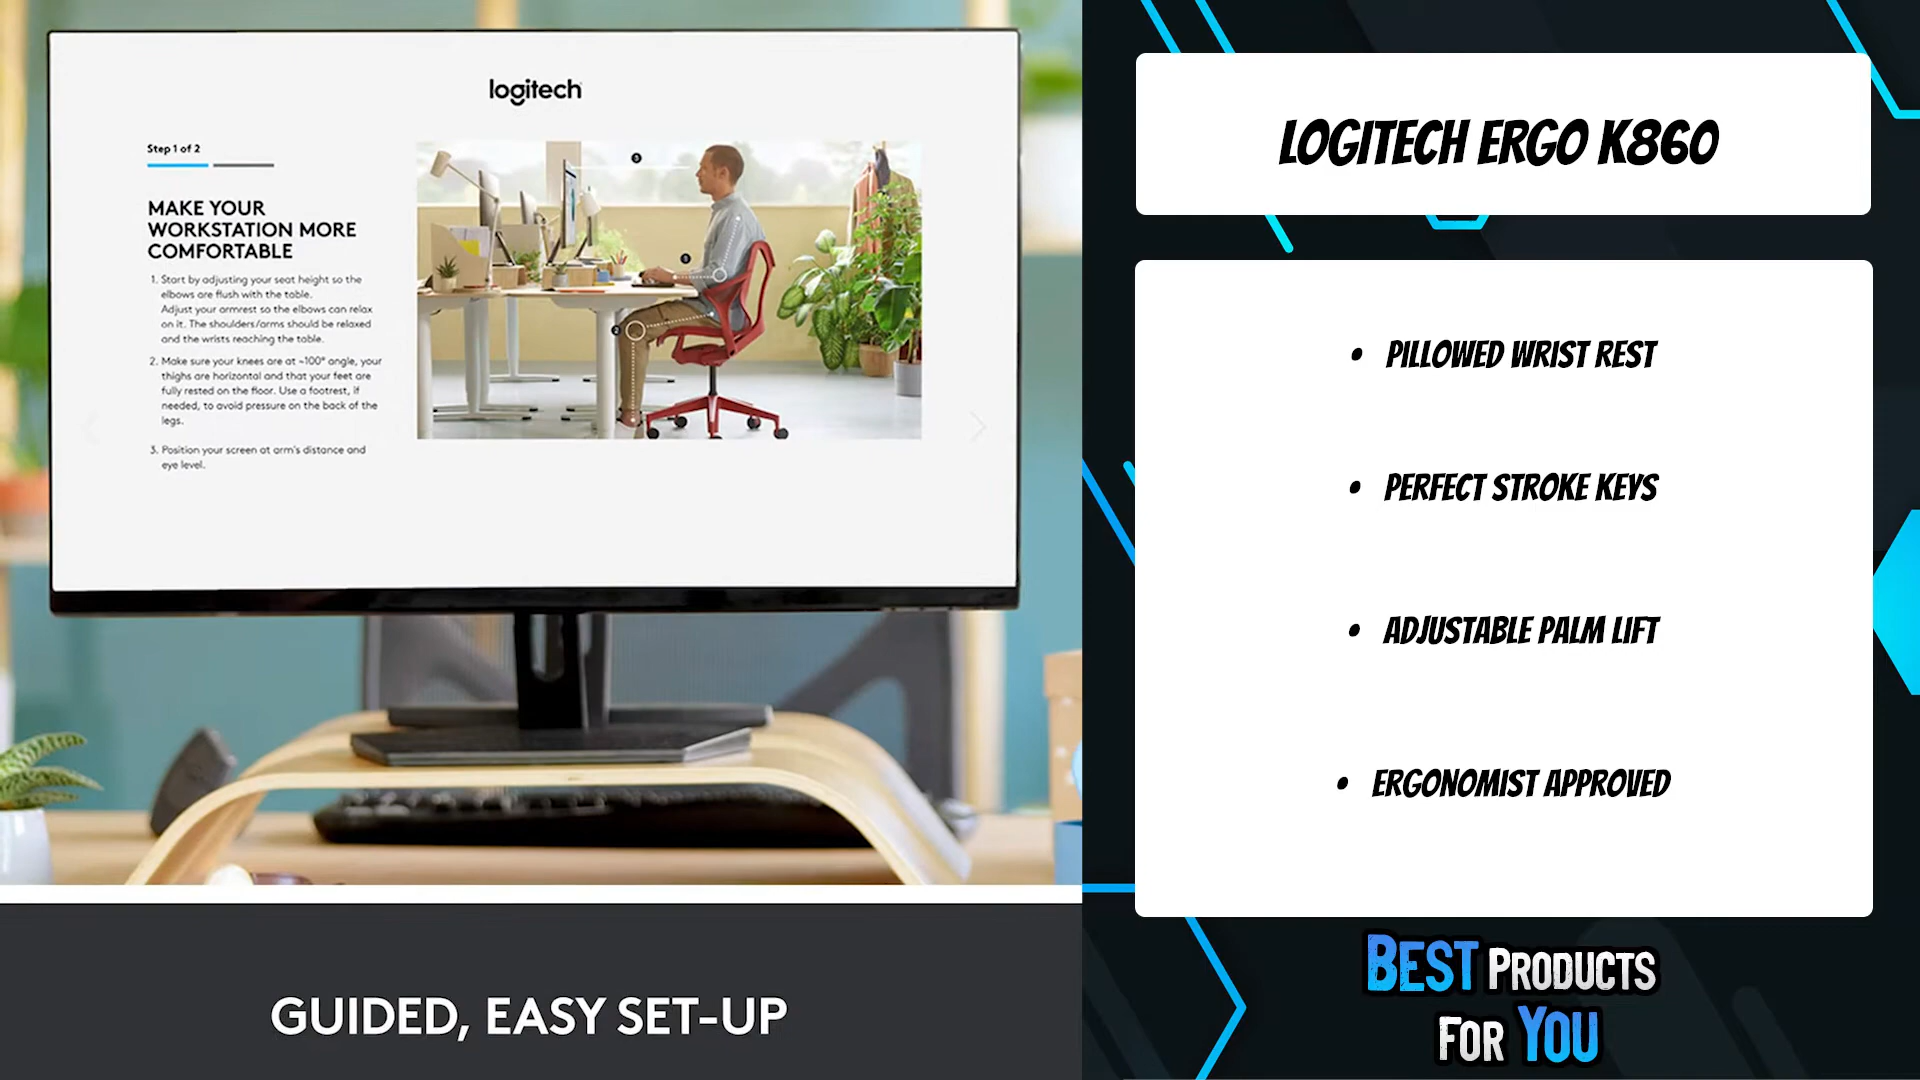 logitech
Step 1 of 2
MAKE YOUR
WORKSTATION MORE
COMFORTABLE
1. Start by adjusting your seat height so the
elbows are flush with the table.
Adjust your armrest so the elbows can relax
on it. The shoulders/arms should be relaxed
and the wrists reaching the table.
2. Make sure your knees are at ~100° angle, your
thighs are horizontal and that your feet are
fully rested on the floor. Use a footrest, if
needed, to avoid pressure on the back of the
legs.
3. Position your screen at arm's distance and
eye level.
3
1
2
GUIDED, EASY SET-UP
LOGITECH ERGO K860
• PILLOWED WRIST REST
• PERFECT STROKE KEYS
• ADJUSTABLE PALM LIFT
• ERGONOMIST APPROVED
BEST PRODUCTS
FOR YOU